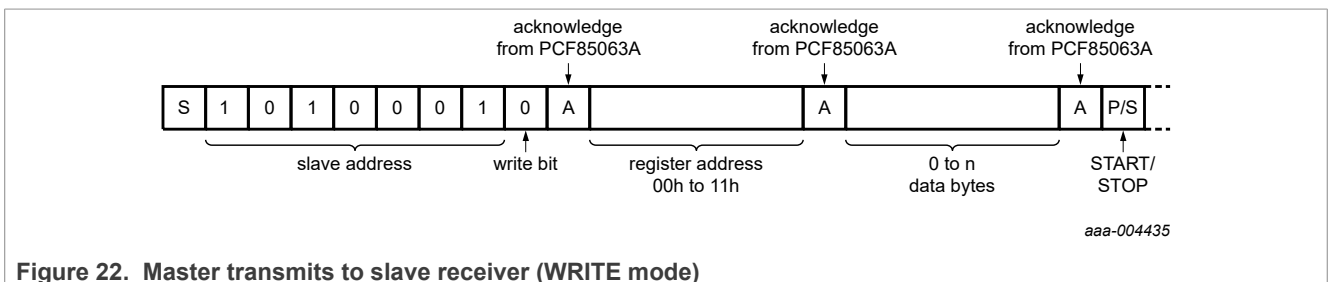 acknowledge acknowledge acknowledge
from PCF85063A from PCF85063A from PCF85063A
S 1 0 1 0 0 0 1 0 A A A P/S
slave address write bit register address 0 to n START/
00h to 11h data bytes STOP
aaa-004435
Figure 22. Master transmits to slave receiver (WRITE mode)